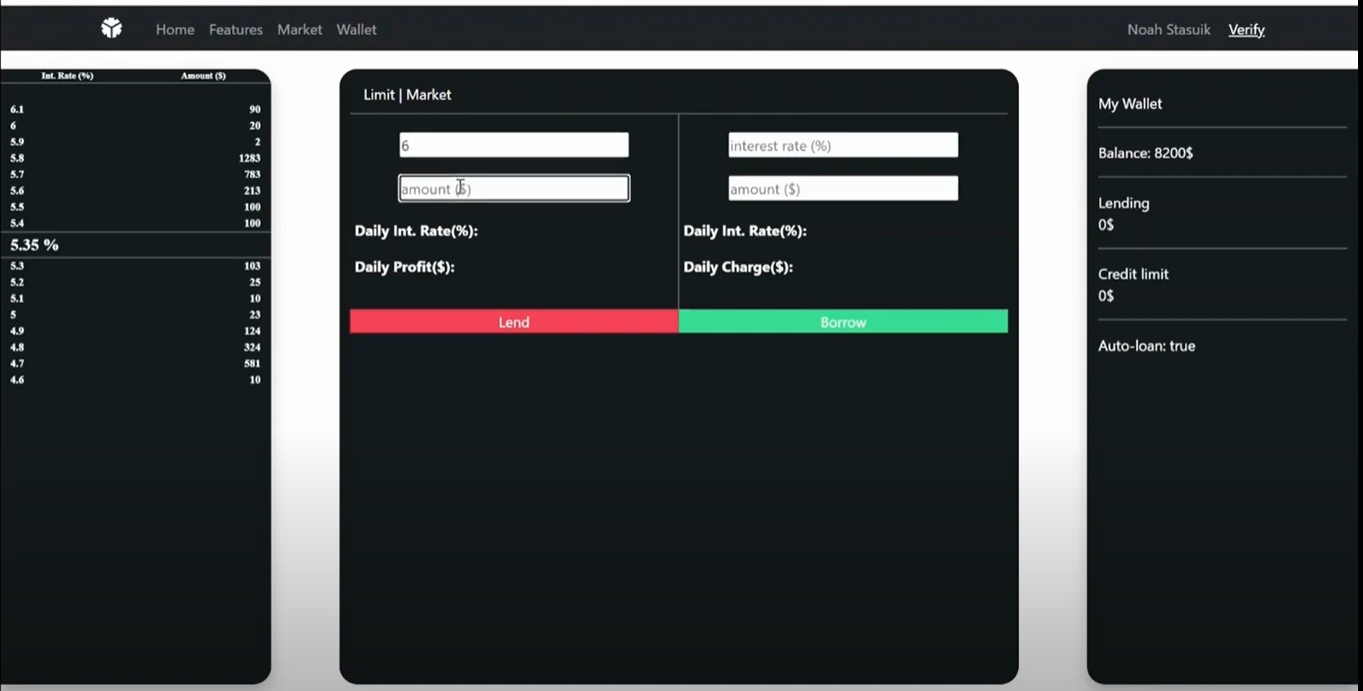 Home Features Market Wallet Noah Stasuik Verify
Int. Rate (%) Amount ($)
6.1 90
6 20
5.9 2
5.8 1283
5.7 783
5.6 213
5.5 100
5.4 100
5.35 %
5.3 103
5.2 25
5.1 10
5 23
4.9 124
4.8 324
4.7 581
4.6 10
Limit | Market
6
amount ($)
Daily Int. Rate(%):
Daily Profit($):
Lend
interest rate (%)
amount ($)
Daily Int. Rate(%):
Daily Charge($):
Borrow
My Wallet
Balance: 8200$
Lending
0$
Credit limit
0$
Auto-loan: true